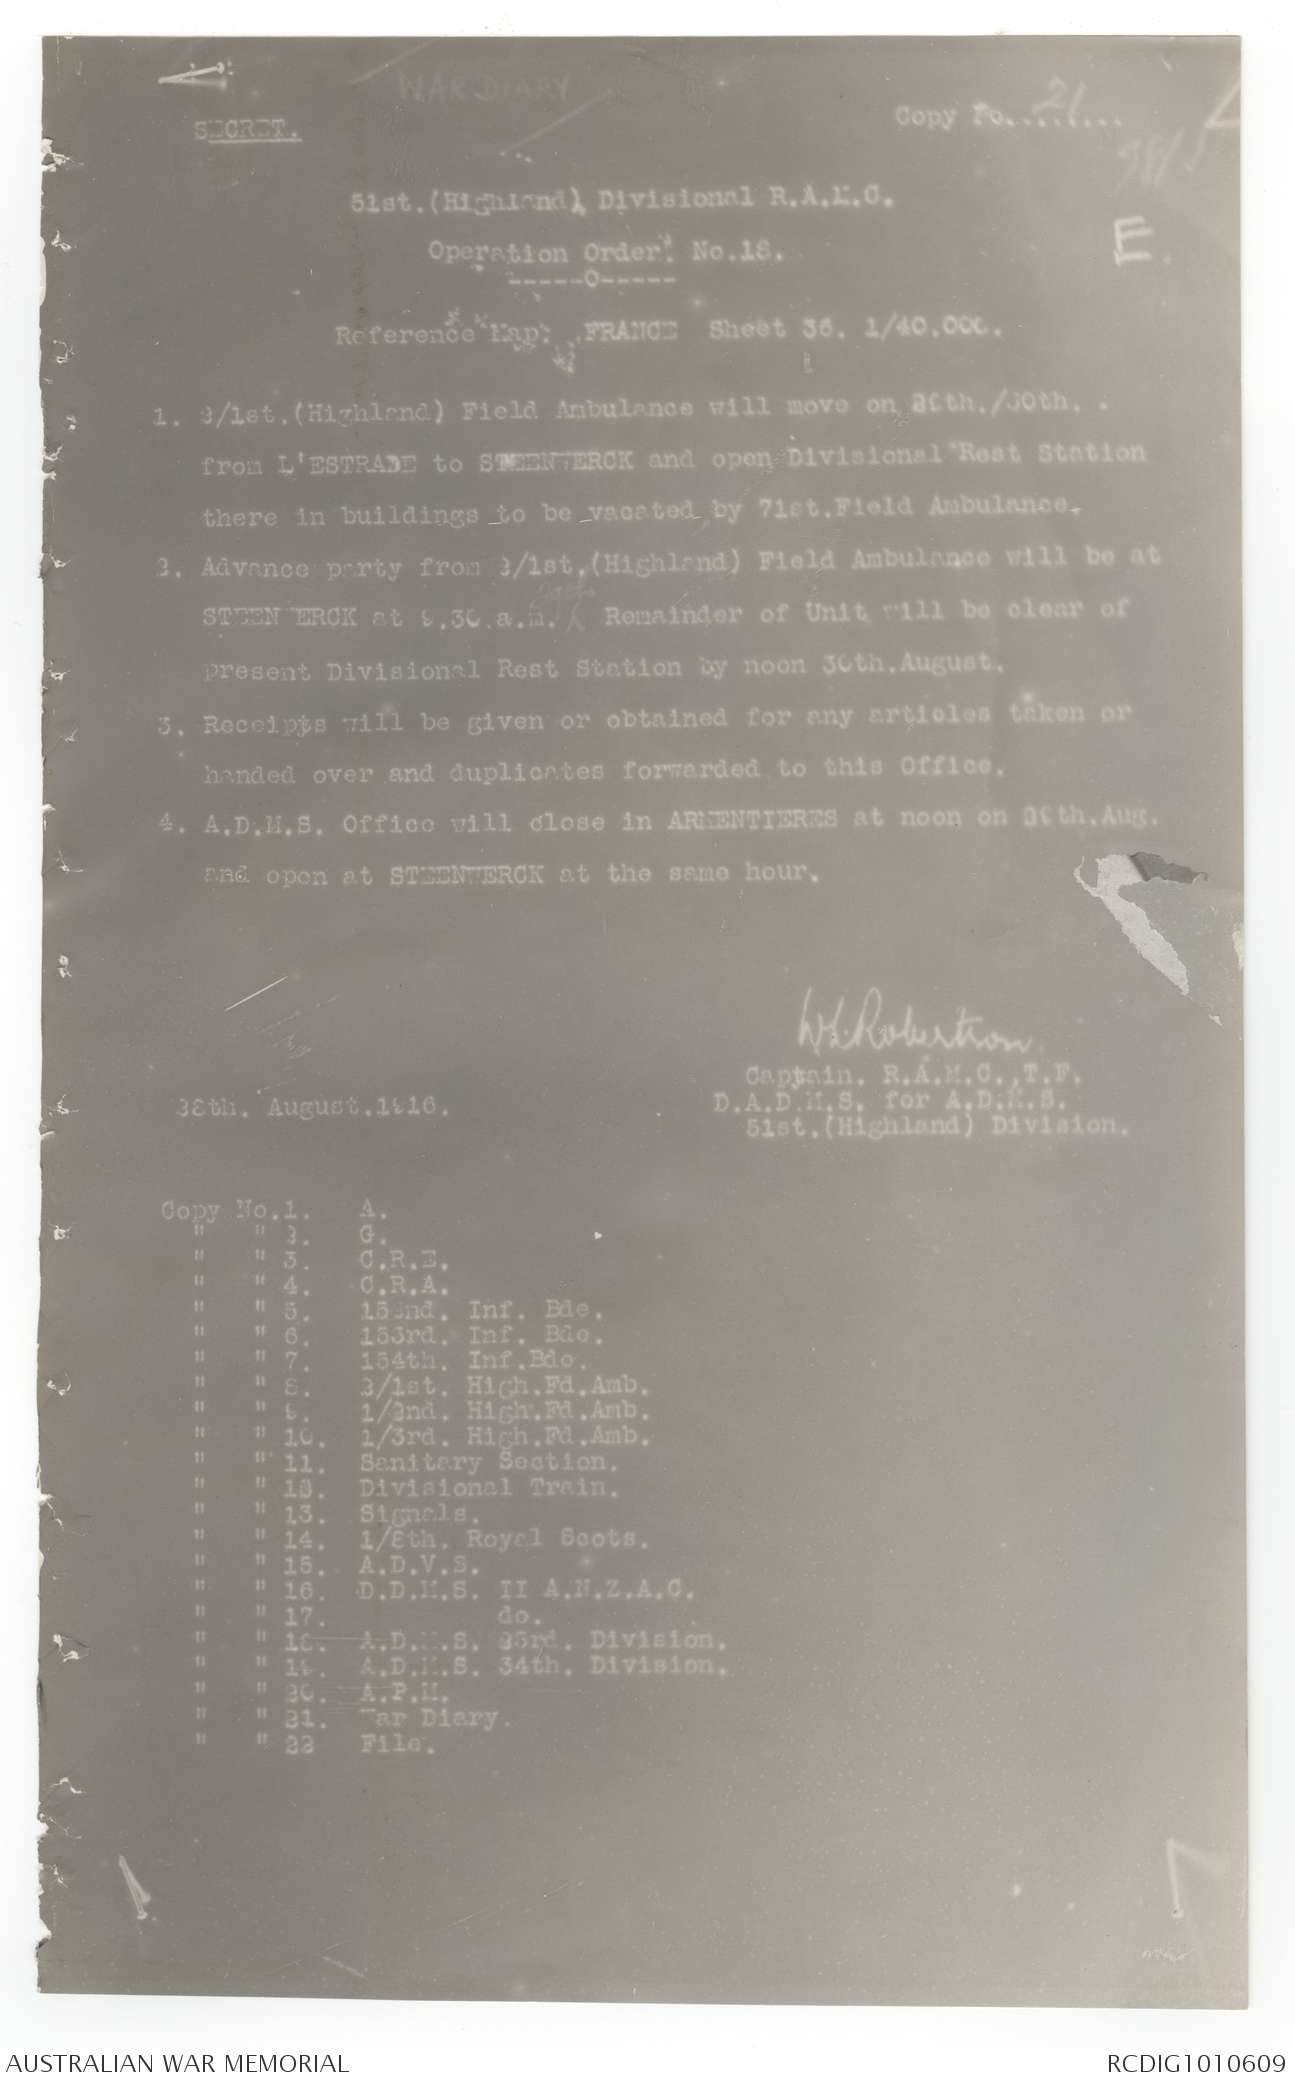 WAR DIARY
SECRET.
Copy No. 21
51st.(Highland) Divisional R.A.M.C.
E.
Operation Order. No.18.
-----O-----
Reference Map: FRANCE Sheet 36. 1/40,000.
1. 2/1st.(Highland) Field Ambulance will move on 29th./30th.
from L'ESTRADE to STEENWERCK and open Divisional Rest Station
there in buildings to be vacated by 71st.Field Ambulance.
2. Advance party from 2/1st.(Highland) Field Ambulance will be at
STEENWERCK at 9.30.a.m. 29th Remainder of Unit will be clear of
present Divisional Rest Station by noon 30th.August.
3. Receipts will be given or obtained for any articles taken or
handed over and duplicates forwarded to this Office.
4. A.D.M.S. Office will close in ARMENTIERES at noon on 30th.Aug.
and open at STEENWERCK at the same hour.
W L Robertson.
Captain. R.A.M.C.,T.F.
28th. August.1916.
D.A.D.M.S. for A.D.M.S.
51st.(Highland) Division.
Copy No.1. A.
" " 2. G.
" " 3. C.R.E.
" " 4. C.R.A.
" " 5. 152nd. Inf. Bde.
" " 6. 153rd. Inf. Bde.
" " 7. 154th. Inf.Bde.
" " 8. 2/1st. High.Fd.Amb.
" " 9. 1/2nd. High.Fd.Amb.
" " 10. 1/3rd. High.Fd.Amb.
" " 11. Sanitary Section.
" " 12. Divisional Train.
" " 13. Signals.
" " 14. 1/8th. Royal Scots.
" " 15. A.D.V.S.
" " 16. D.D.M.S. II A.N.Z.A.C.
" " 17. do.
" " 18. A.D.M.S. 23rd. Division.
" " 19. A.D.M.S. 34th. Division.
" " 20. A.P.M.
" " 21. War Diary.
" " 22 File.
AUSTRALIAN WAR MEMORIAL
RCDIG1010609